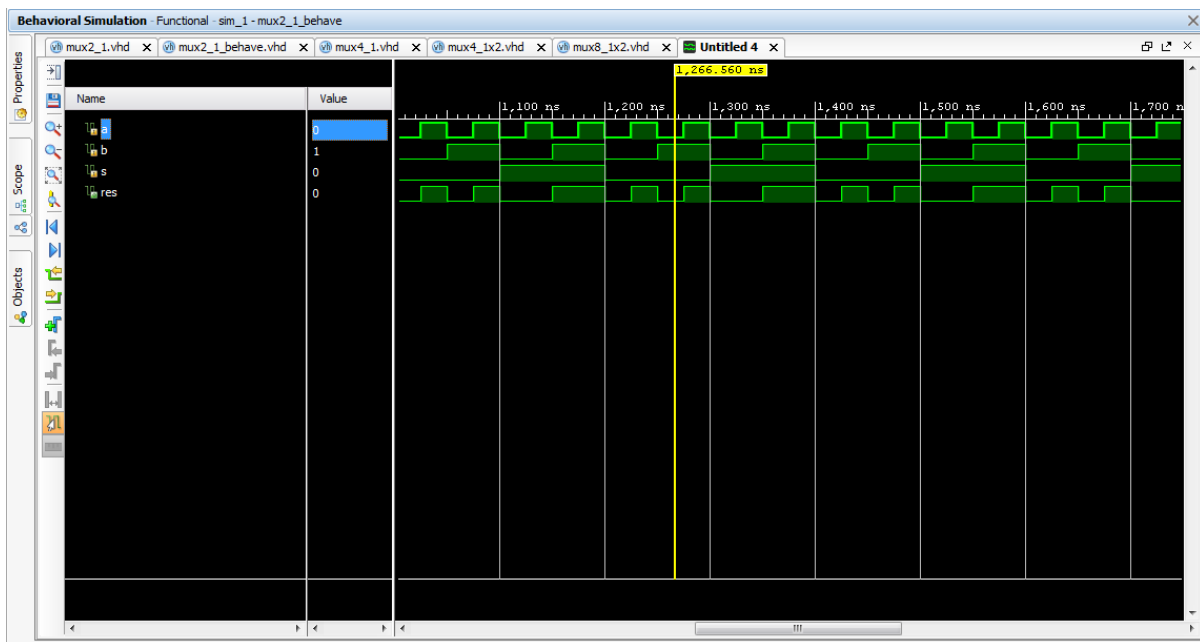 Behavioral Simulation - Functional - sim_1 - mux2_1_behave
mux2_1.vhd
mux2_1_behave.vhd
mux4_1.vhd
mux4_1x2.vhd
mux8_1x2.vhd
Untitled 4
Properties
Scope
Objects
Name
Value
a
0
b
1
s
0
res
0
1,266.560 ns
1,100 ns
1,200 ns
1,300 ns
1,400 ns
1,500 ns
1,600 ns
1,700 n